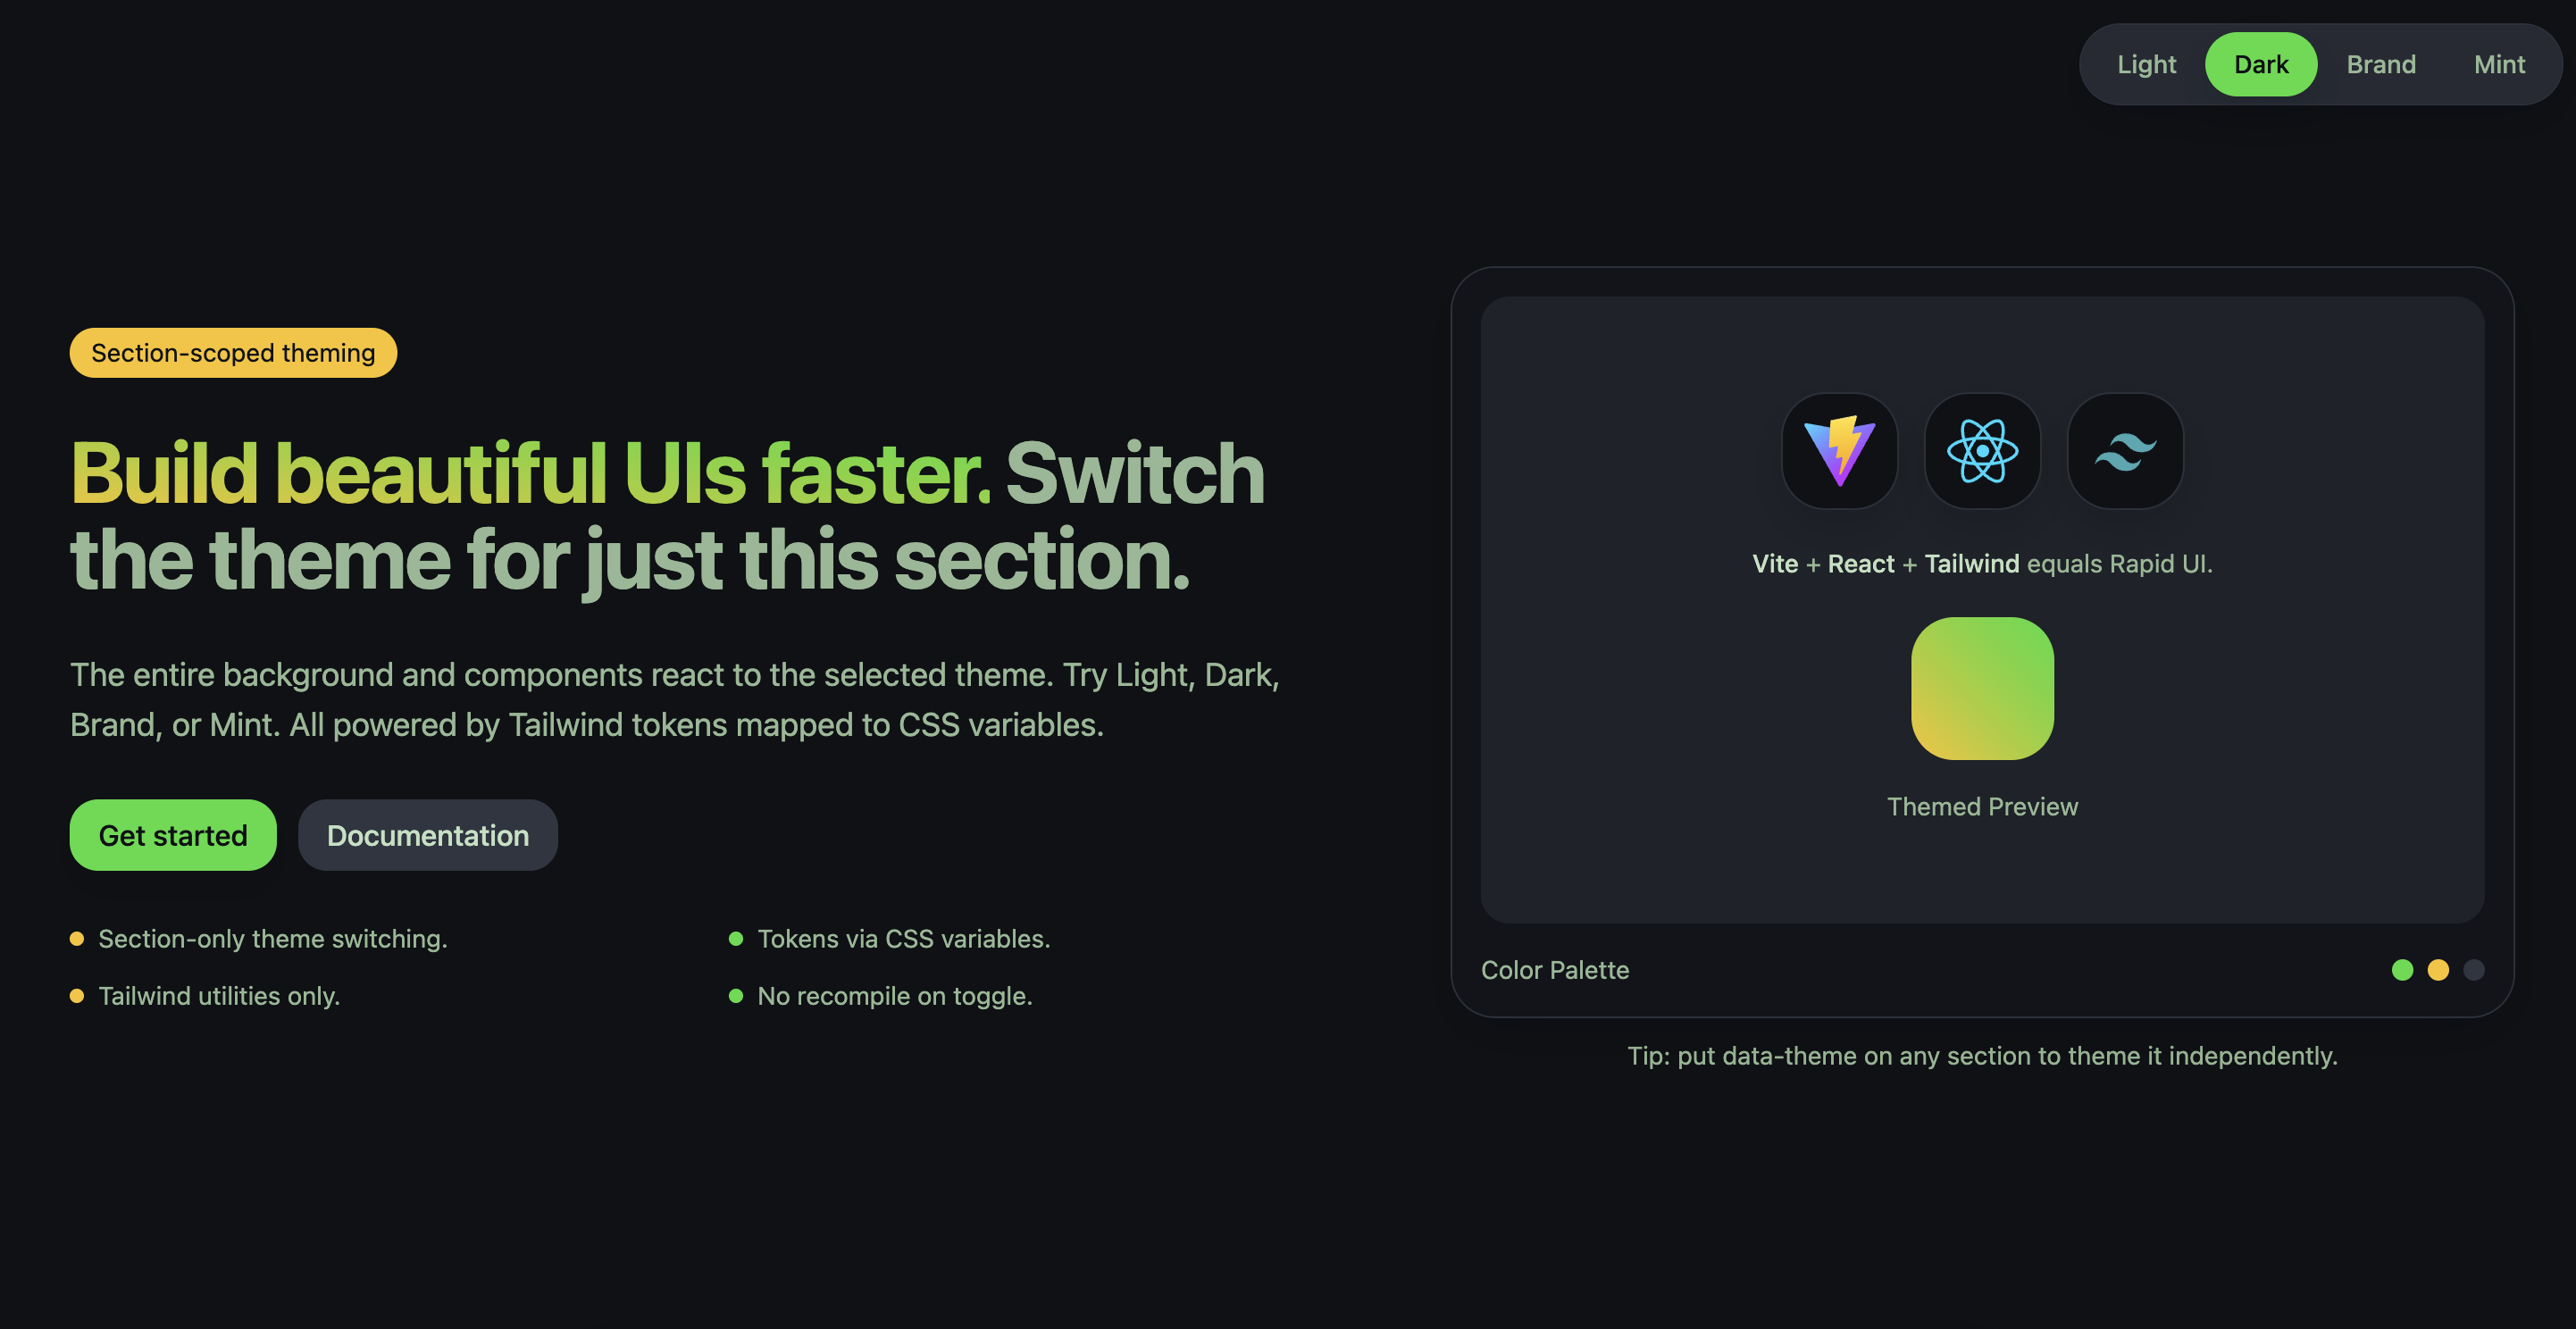 Light Dark Brand Mint
Section-scoped theming
Build beautiful UIs faster. Switch
the theme for just this section.
The entire background and components react to the selected theme. Try Light, Dark,
Brand, or Mint. All powered by Tailwind tokens mapped to CSS variables.
Get started Documentation
Section-only theme switching. Tokens via CSS variables.
Tailwind utilities only. No recompile on toggle.
Vite + React + Tailwind equals Rapid UI.
Themed Preview
Color Palette
Tip: put data-theme on any section to theme it independently.